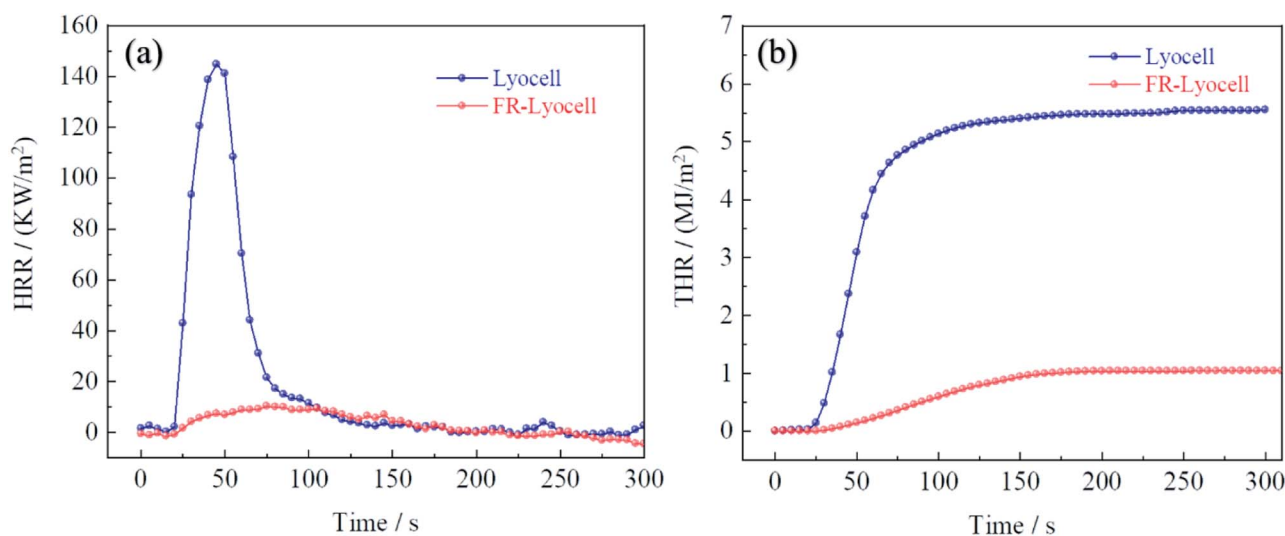 (a)
Lyocell
FR-Lyocell
HRR / (KW/m²)
160
140
120
100
80
60
40
20
0
0 50 100 150 200 250 300
Time / s
(b)
Lyocell
FR-Lyocell
THR / (MJ/m²)
7
6
5
4
3
2
1
0
0 50 100 150 200 250 300
Time / s